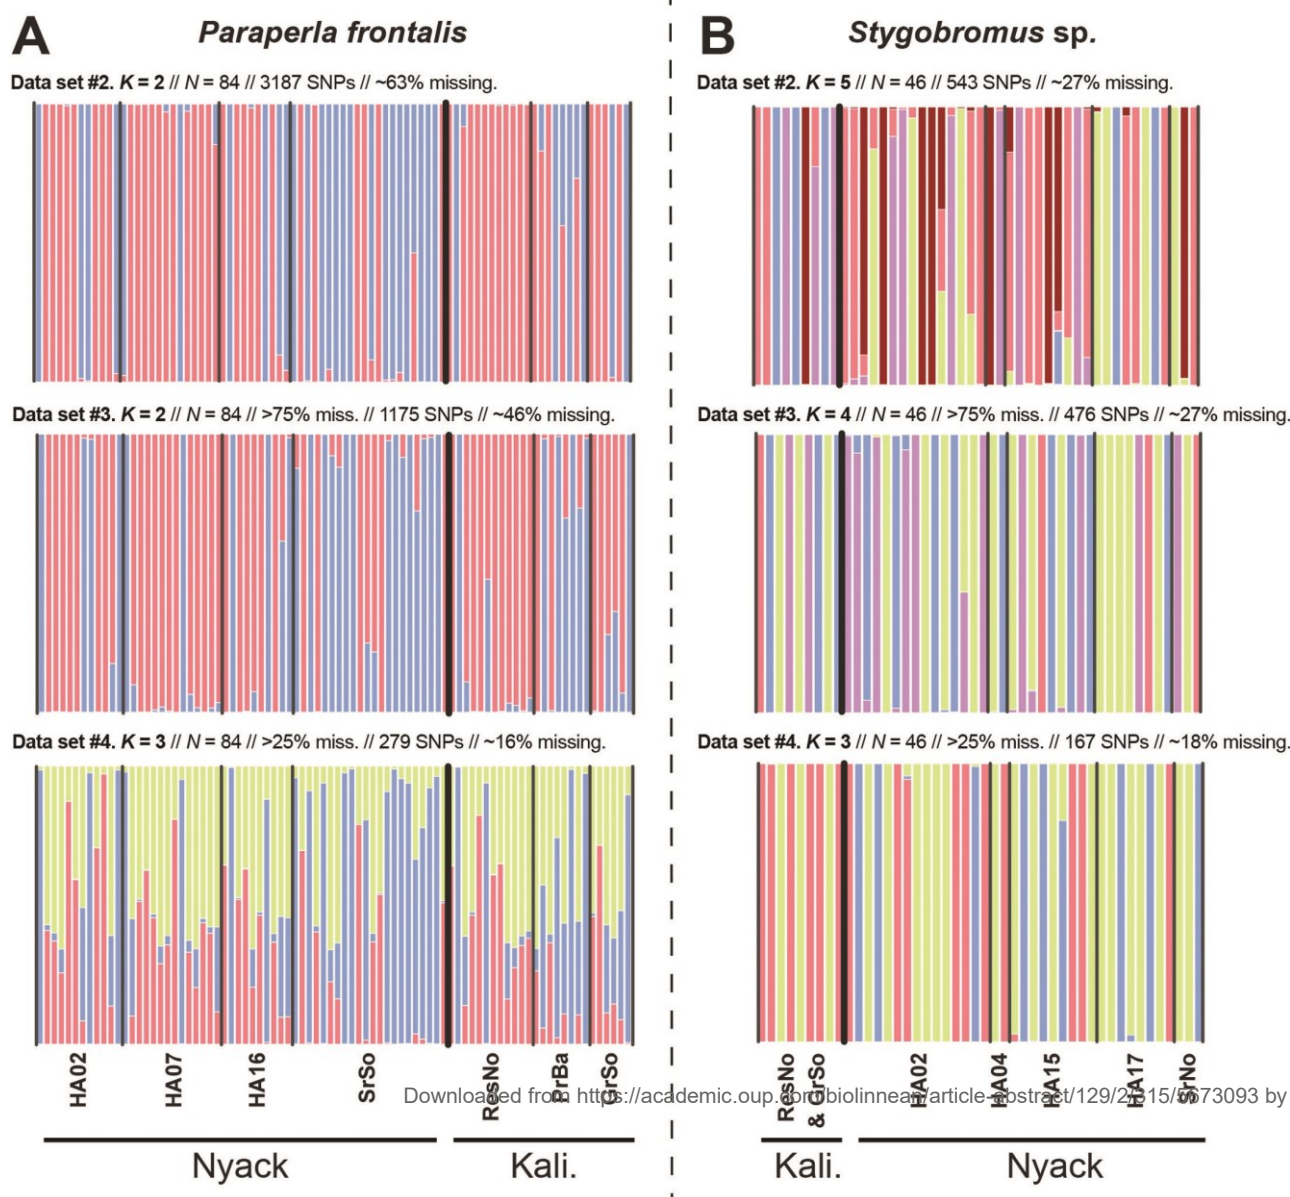 A Paraperla frontalis
Data set #2. K = 2 // N = 84 // 3187 SNPs // ~63% missing.
Data set #3. K = 2 // N = 84 // >75% miss. // 1175 SNPs // ~46% missing.
Data set #4. K = 3 // N = 84 // >25% miss. // 279 SNPs // ~16% missing.
HA02 HA07 HA16 SrSo ResNo PrBa GrSo
Nyack Kali.
B Stygobromus sp.
Data set #2. K = 5 // N = 46 // 543 SNPs // ~27% missing.
Data set #3. K = 4 // N = 46 // >75% miss. // 476 SNPs // ~27% missing.
Data set #4. K = 3 // N = 46 // >25% miss. // 167 SNPs // ~18% missing.
ResNo
& GrSo
HA02 HA04 HA15 HA17 SrNo
Kali. Nyack
Downloaded from https://academic.oup.com/biolinnean/article-abstract/129/2/315/5673093 by